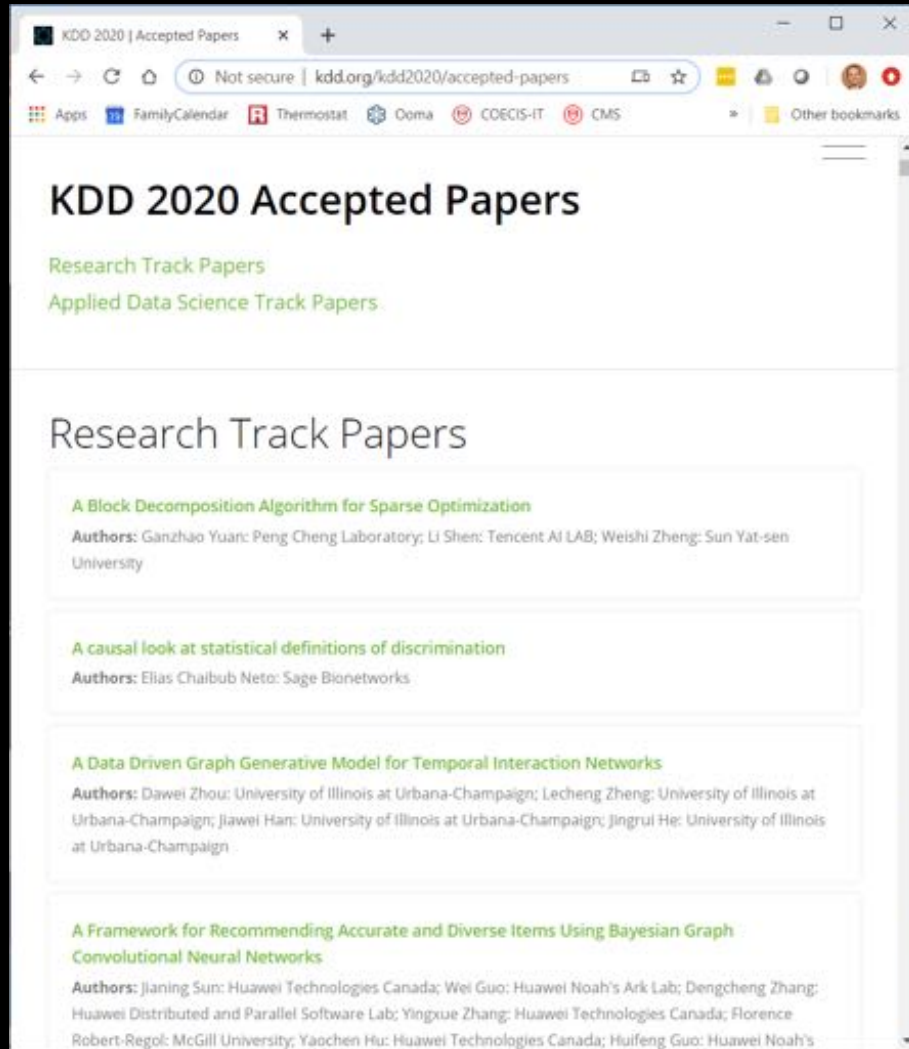 KDD 2020 | Accepted Papers
Not secure | kdd.org/kdd2020/accepted-papers
Apps FamilyCalendar Thermostat Ooma COECIS-IT CMS » Other bookmarks
KDD 2020 Accepted Papers
Research Track Papers
Applied Data Science Track Papers
Research Track Papers
A Block Decomposition Algorithm for Sparse Optimization
Authors: Ganzhao Yuan: Peng Cheng Laboratory; Li Shen: Tencent AI LAB; Weishi Zheng: Sun Yat-sen
University
A causal look at statistical definitions of discrimination
Authors: Elias Chaibub Neto: Sage Bionetworks
A Data Driven Graph Generative Model for Temporal Interaction Networks
Authors: Dawei Zhou: University of Illinois at Urbana-Champaign; Lecheng Zheng: University of Illinois at
Urbana-Champaign; Jiawei Han: University of Illinois at Urbana-Champaign; Jingrui He: University of Illinois
at Urbana-Champaign
A Framework for Recommending Accurate and Diverse Items Using Bayesian Graph
Convolutional Neural Networks
Authors: Jianing Sun: Huawei Technologies Canada; Wei Guo: Huawei Noah's Ark Lab; Dengcheng Zhang:
Huawei Distributed and Parallel Software Lab; Yingxue Zhang: Huawei Technologies Canada; Florence
Robert-Regol: McGill University; Yaochen Hu: Huawei Technologies Canada; Huifeng Guo: Huawei Noah's